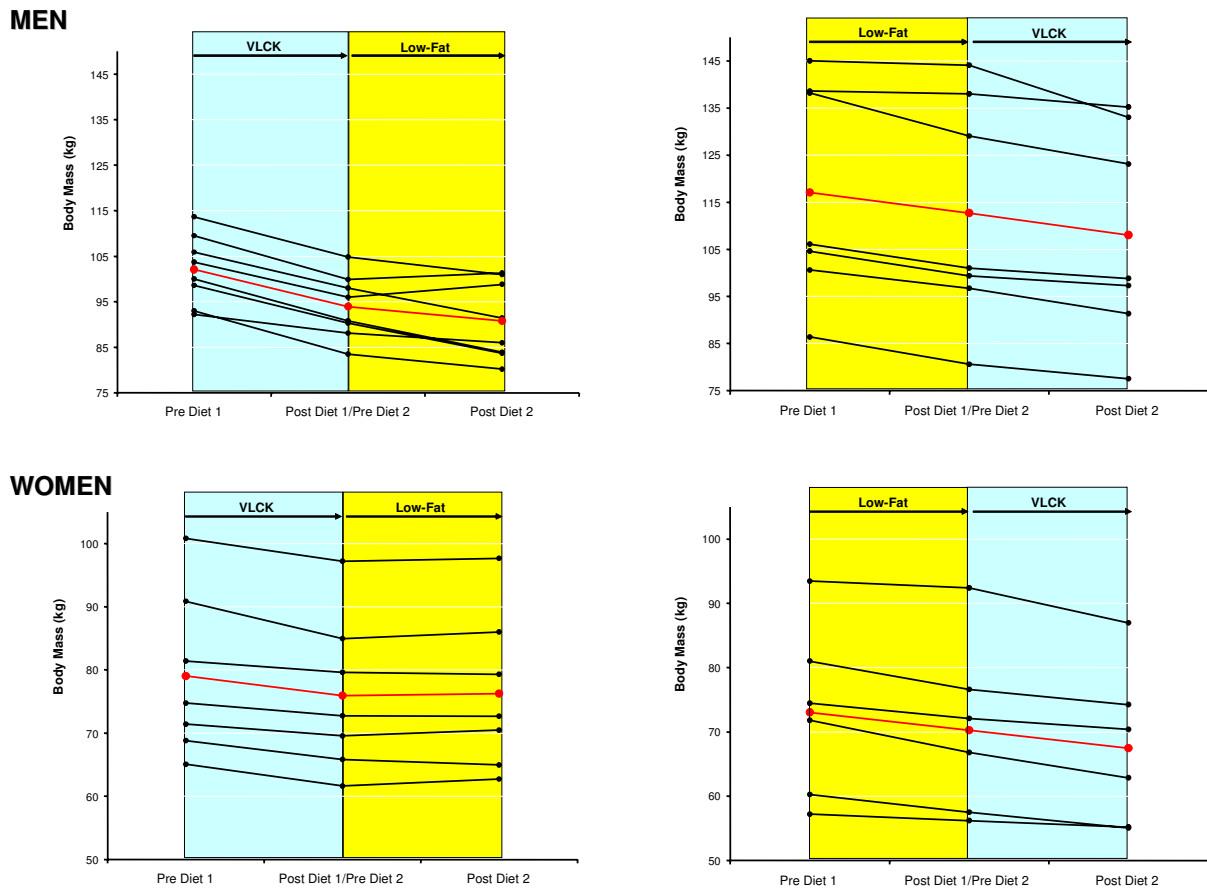 MEN
VLCK Low-Fat
Body Mass (kg)
145
135
125
115
105
95
85
75
Pre Diet 1 Post Diet 1/Pre Diet 2 Post Diet 2
Low-Fat VLCK
Body Mass (kg)
145
135
125
115
105
95
85
75
Pre Diet 1 Post Diet 1/Pre Diet 2 Post Diet 2
WOMEN
VLCK Low-Fat
Body Mass (kg)
100
90
80
70
60
50
Pre Diet 1 Post Diet 1/Pre Diet 2 Post Diet 2
Low-Fat VLCK
Body Mass (kg)
100
90
80
70
60
50
Pre Diet 1 Post Diet 1/Pre Diet 2 Post Diet 2